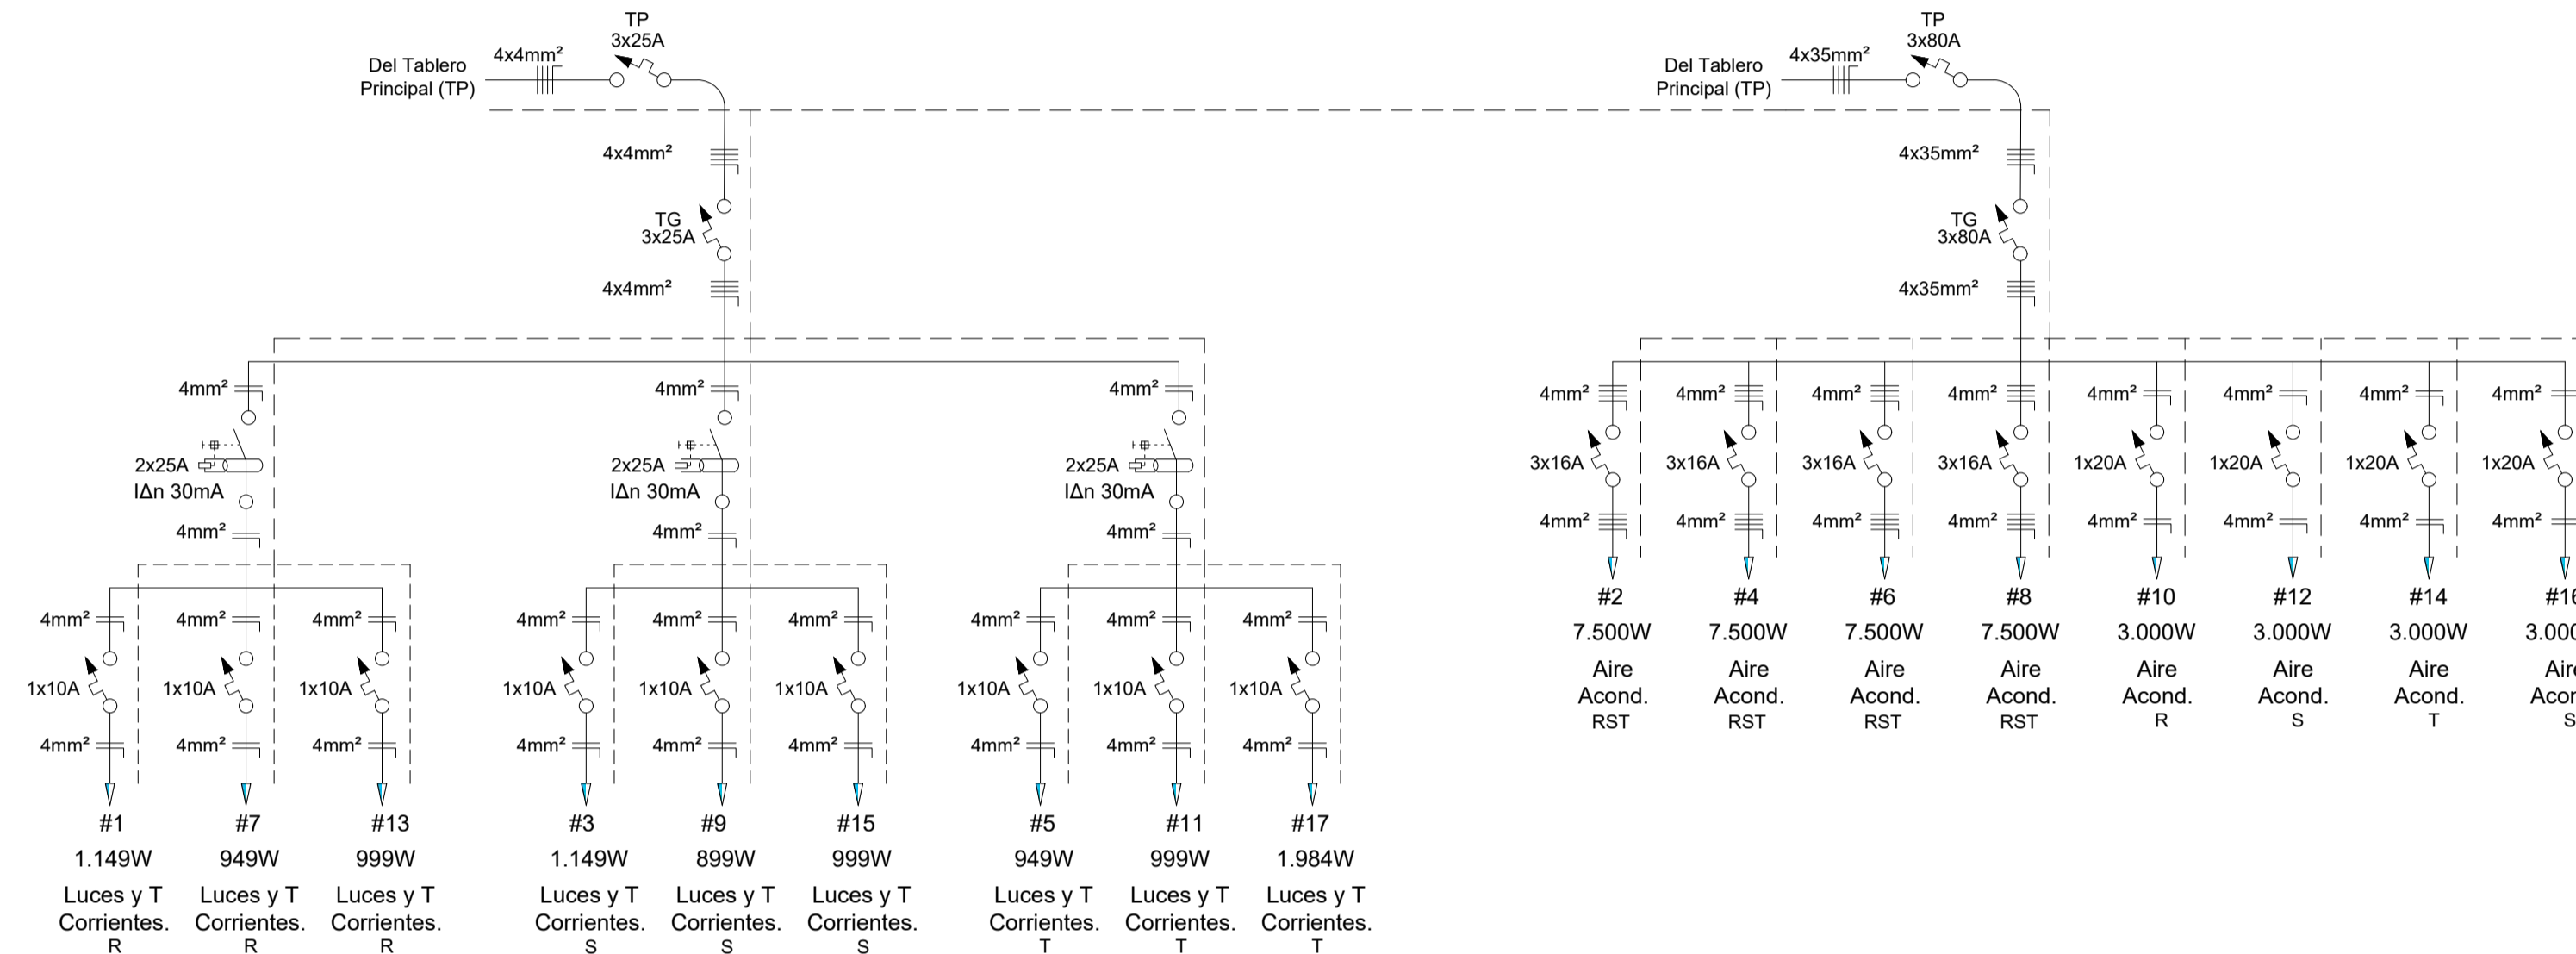 TP
3x25A
4x4mm²
Del Tablero
Principal (TP)
4x4mm²
TG
3x25A
4x4mm²
4mm²
4mm²
4mm²
2x25A
IΔn 30mA
2x25A
IΔn 30mA
2x25A
IΔn 30mA
4mm²
4mm²
4mm²
4mm²
4mm²
4mm²
4mm²
4mm²
4mm²
4mm²
4mm²
4mm²
1x10A
1x10A
1x10A
1x10A
1x10A
1x10A
1x10A
1x10A
1x10A
4mm²
4mm²
4mm²
4mm²
4mm²
4mm²
4mm²
4mm²
4mm²
#1
1.149W
Luces y T
Corrientes.
R
#7
949W
Luces y T
Corrientes.
R
#13
999W
Luces y T
Corrientes.
R
#3
1.149W
Luces y T
Corrientes.
S
#9
899W
Luces y T
Corrientes.
S
#15
999W
Luces y T
Corrientes.
S
#5
949W
Luces y T
Corrientes.
T
#11
999W
Luces y T
Corrientes.
T
#17
1.984W
Luces y T
Corrientes.
T
TP
3x80A
4x35mm²
Del Tablero
Principal (TP)
4x35mm²
TG
3x80A
4x35mm²
4mm²
4mm²
4mm²
4mm²
4mm²
4mm²
4mm²
4mm²
3x16A
3x16A
3x16A
3x16A
1x20A
1x20A
1x20A
1x20A
4mm²
4mm²
4mm²
4mm²
4mm²
4mm²
4mm²
4mm²
#2
7.500W
Aire
Acond.
RST
#4
7.500W
Aire
Acond.
RST
#6
7.500W
Aire
Acond.
RST
#8
7.500W
Aire
Acond.
RST
#10
3.000W
Aire
Acond.
R
#12
3.000W
Aire
Acond.
S
#14
3.000W
Aire
Acond.
T
S